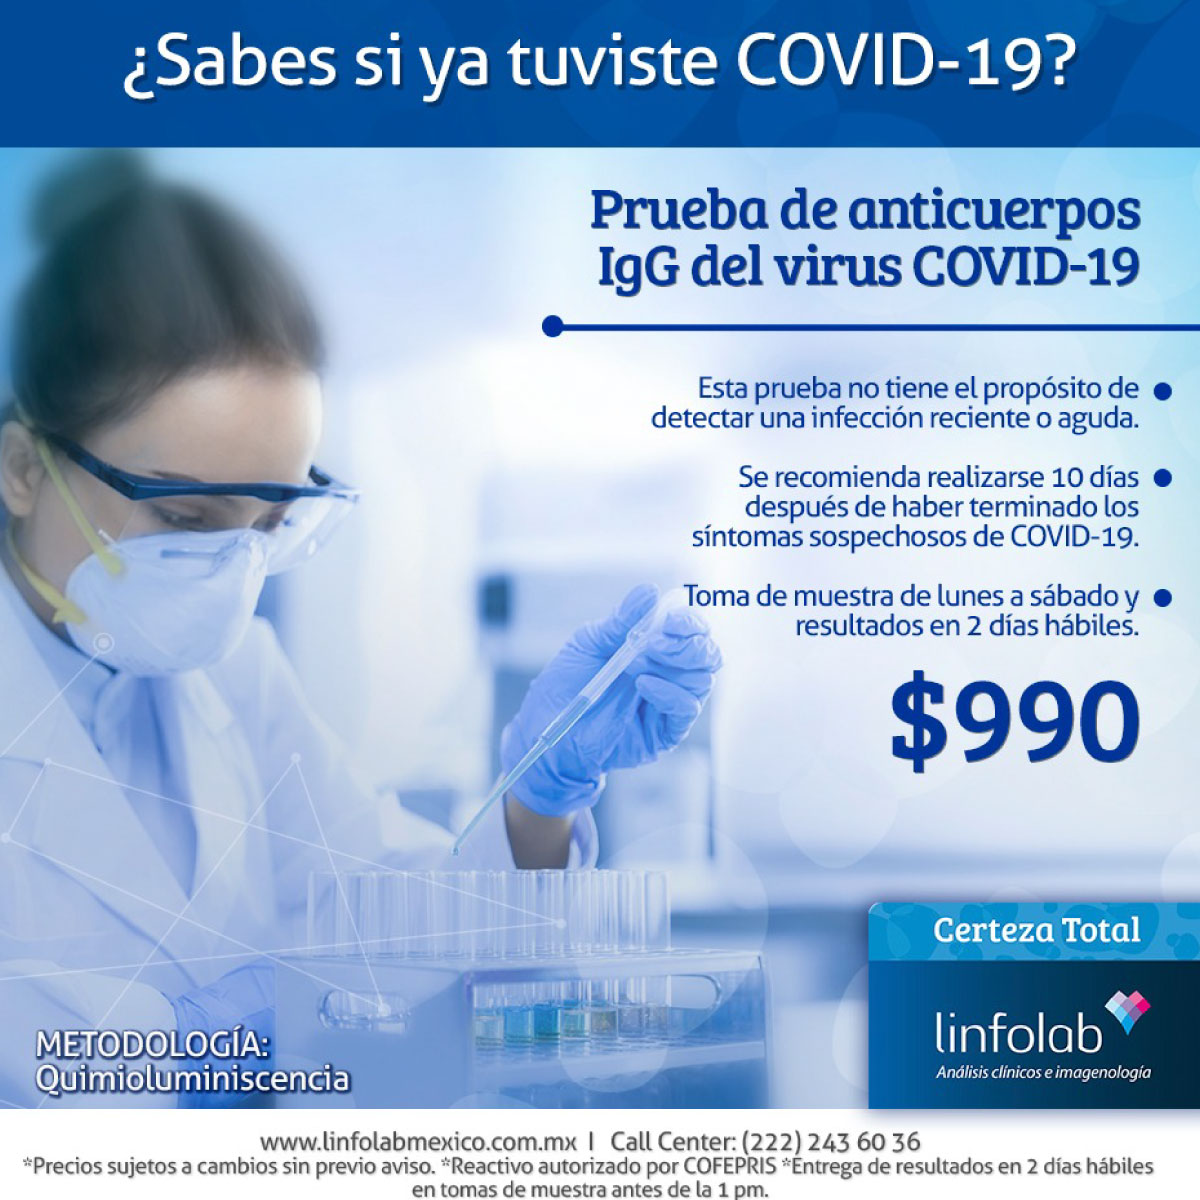 ¿Sabes si ya tuviste COVID-19?
Prueba de anticuerpos
IgG del virus COVID-19
Esta prueba no tiene el propósito de
detectar una infección reciente o aguda.
Se recomienda realizarse 10 días
después de haber terminado los
síntomas sospechosos de COVID-19.
Toma de muestra de lunes a sábado y
resultados en 2 días hábiles.
$990
Certeza Total
linfolab
Análisis clínicos e imagenología
METODOLOGÍA:
Quimioluminiscencia
www.linfolabmexico.com.mx | Call Center: (222) 243 60 36
*Precios sujetos a cambios sin previo aviso. *Reactivo autorizado por COFEPRIS *Entrega de resultados en 2 días hábiles
en tomas de muestra antes de la 1 pm.